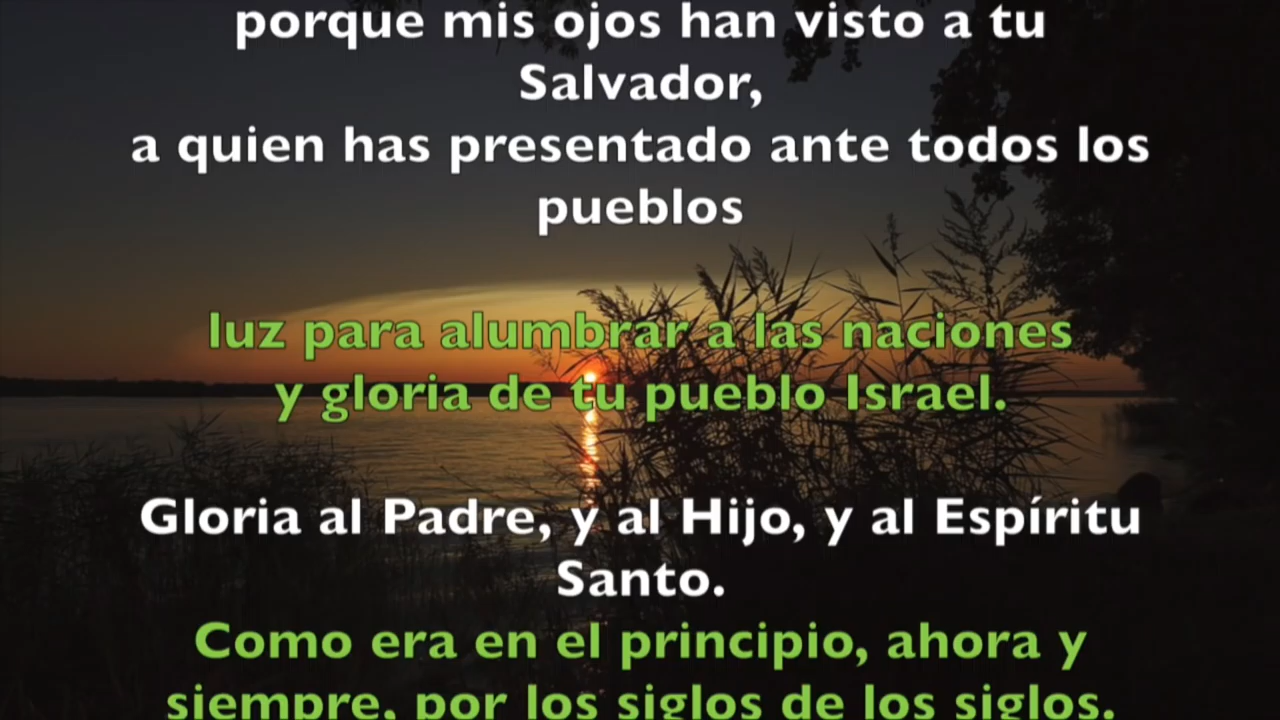 porque mis ojos han visto a tu
Salvador,
a quien has presentado ante todos los
pueblos
luz para alumbrar a las naciones
y gloria de tu pueblo Israel.
Gloria al Padre, y al Hijo, y al Espíritu
Santo.
Como era en el principio, ahora y
siempre, por los siglos de los siglos.